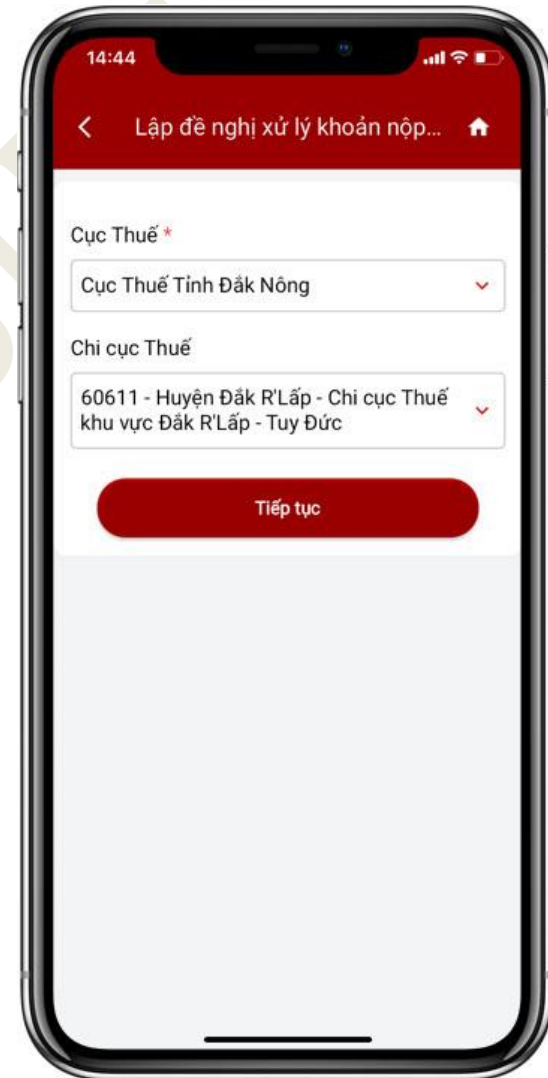 14:44
Lập đề nghị xử lý khoản nộp...
Cục Thuế *
Cục Thuế Tỉnh Đắk Nông
Chi cục Thuế
60611 - Huyện Đắk R'Lấp - Chi cục Thuế
khu vực Đắk R'Lấp - Tuy Đức
Tiếp tục